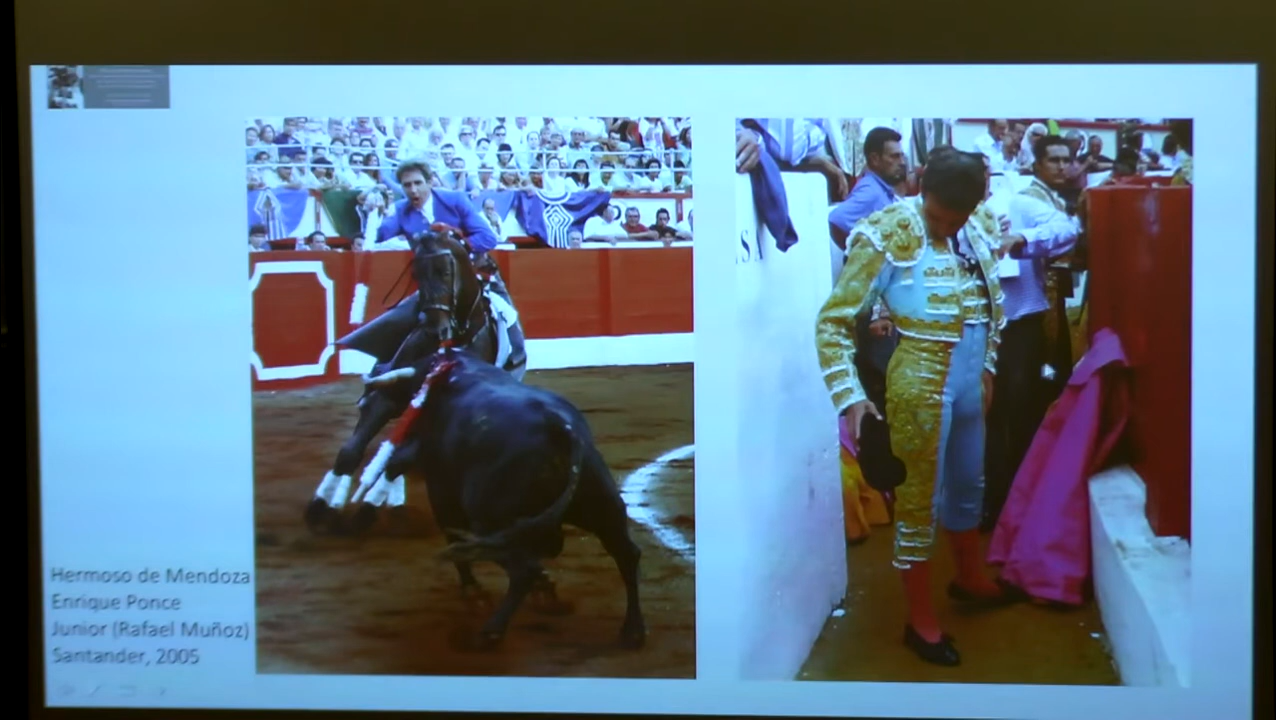 Hermoso de Mendoza
Enrique Ponce
Junior (Rafael Muñoz)
Santander, 2005